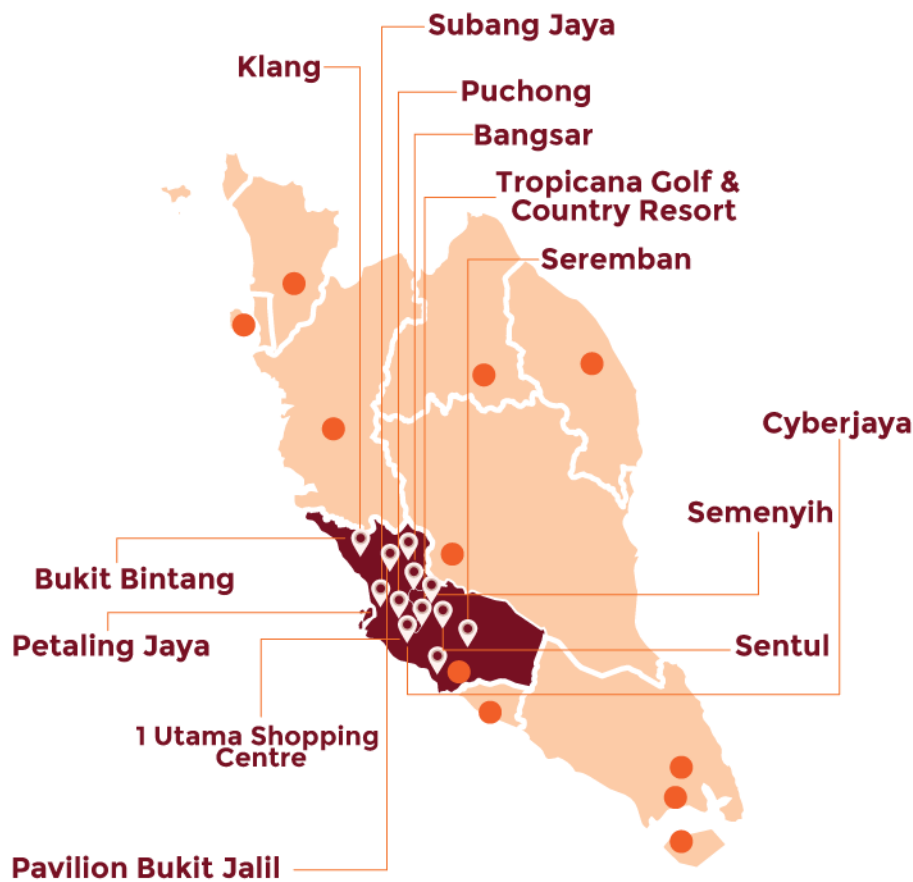 Subang Jaya
Klang
Puchong
Bangsar
Tropicana Golf &
Country Resort
Seremban
Cyberjaya
Semenyih
Bukit Bintang
Petaling Jaya
Sentul
1 Utama Shopping
Centre
Pavilion Bukit Jalil